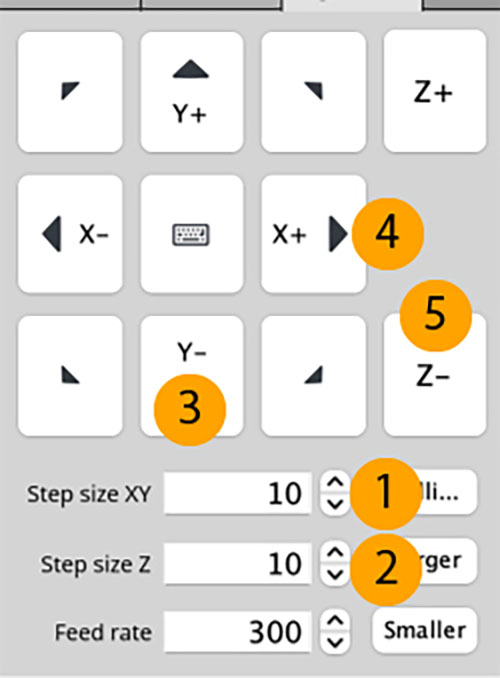 Y+
Z+
X-
X+
4
5
Y-
Z-
3
Step size XY 10 1 lli...
Step size Z 10 2 rger
Feed rate 300 Smaller